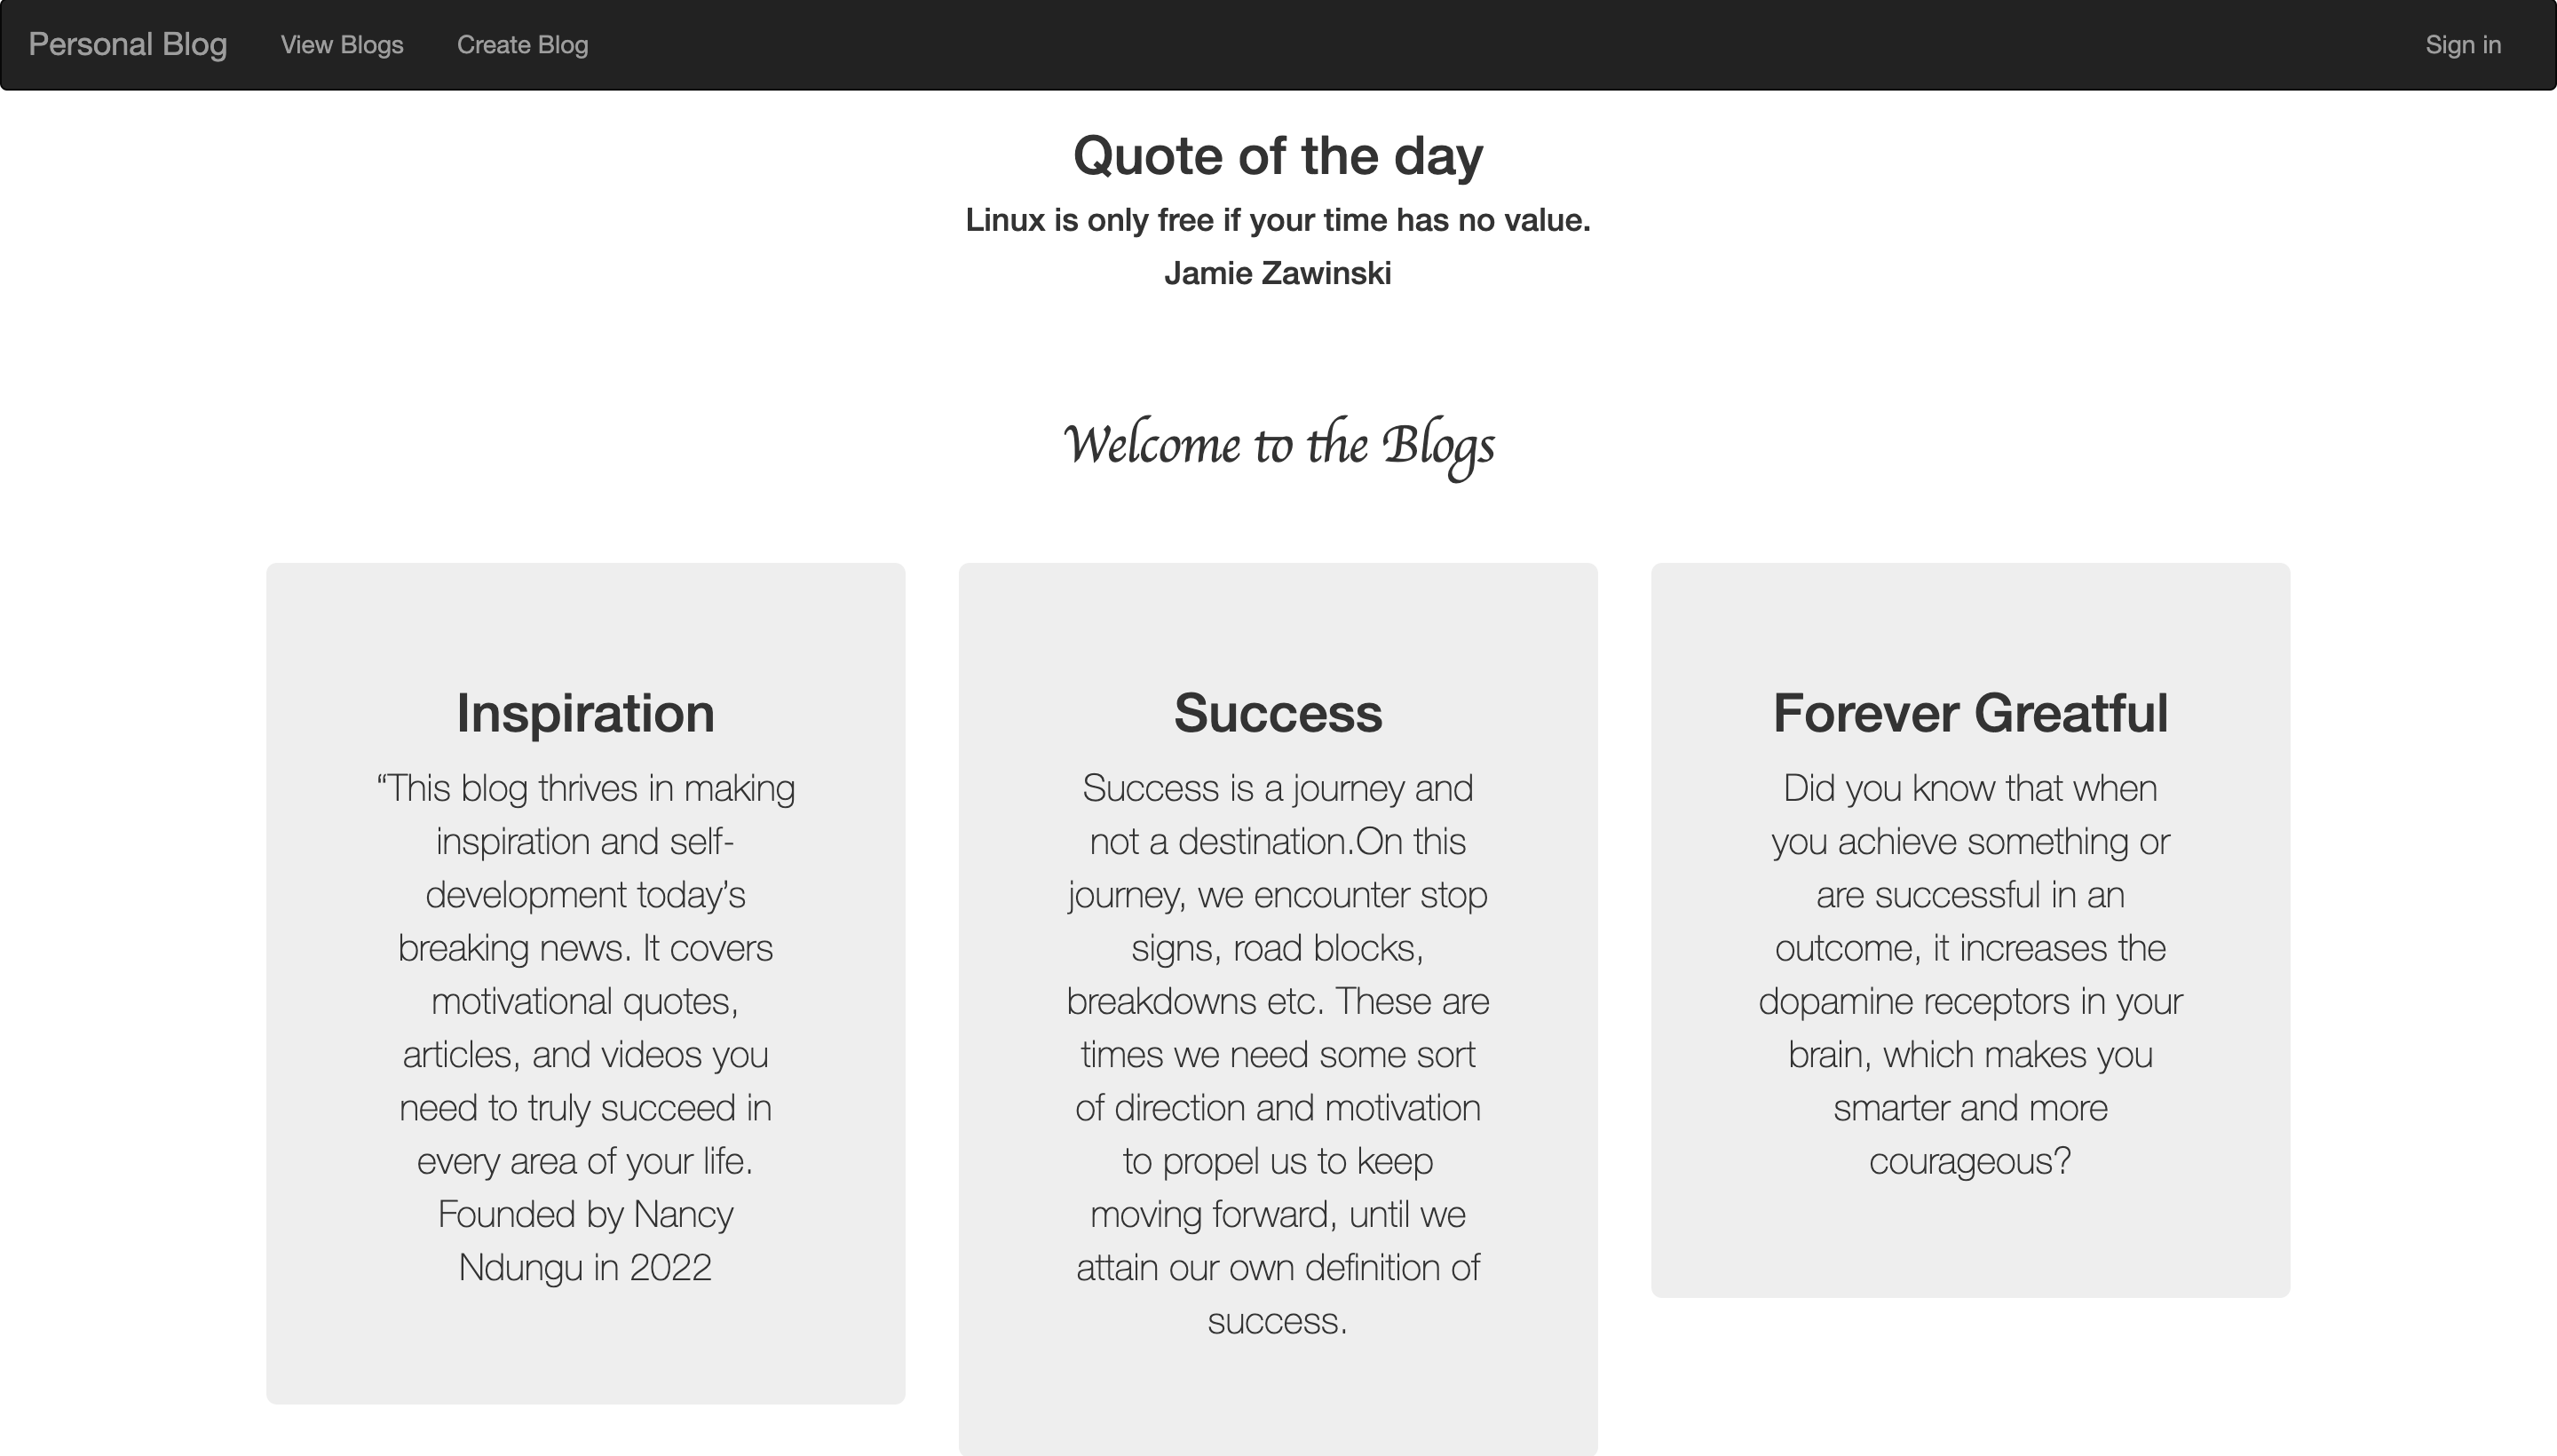 Personal Blog View Blogs Create Blog Sign in
Quote of the day
Linux is only free if your time has no value.
Jamie Zawinski
Welcome to the Blogs
Inspiration
“This blog thrives in making
inspiration and self-
development today’s
breaking news. It covers
motivational quotes,
articles, and videos you
need to truly succeed in
every area of your life.
Founded by Nancy
Ndungu in 2022
Success
Success is a journey and
not a destination.On this
journey, we encounter stop
signs, road blocks,
breakdowns etc. These are
times we need some sort
of direction and motivation
to propel us to keep
moving forward, until we
attain our own definition of
success.
Forever Greatful
Did you know that when
you achieve something or
are successful in an
outcome, it increases the
dopamine receptors in your
brain, which makes you
smarter and more
courageous?